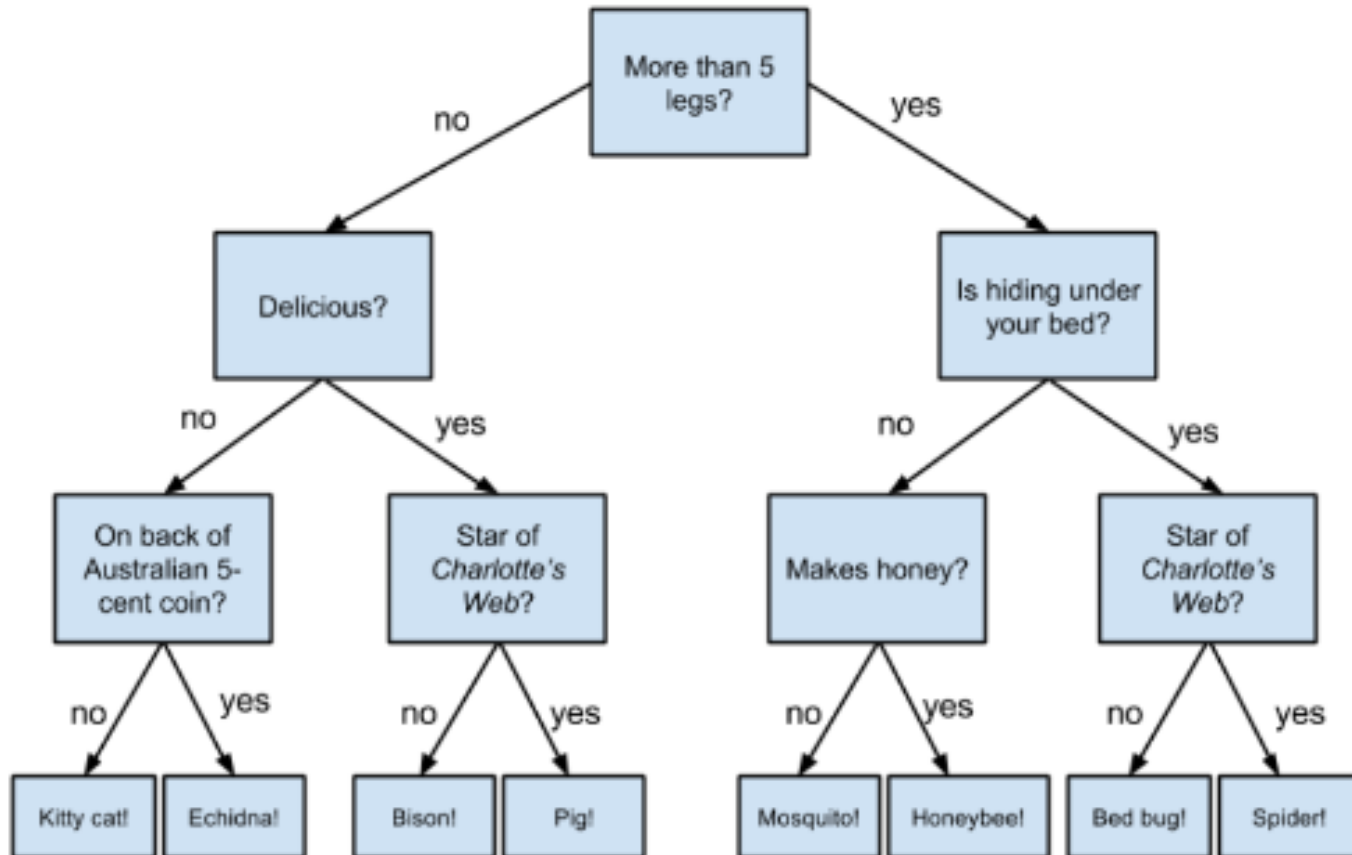 More than 5
legs?
no
yes
Delicious?
Is hiding under
your bed?
no
yes
no
yes
On back of
Australian 5-
cent coin?
Star of
Charlotte's
Web?
Makes honey?
Star of
Charlotte's
Web?
no
yes
no
yes
no
yes
no
yes
Kitty cat!
Echidna!
Bison!
Pig!
Mosquito!
Honeybee!
Bed bug!
Spider!